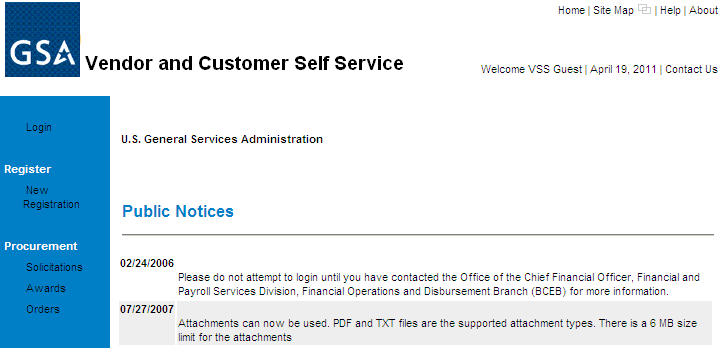 Home | Site Map | Help | About
GSA
Vendor and Customer Self Service
Welcome VSS Guest | April 19, 2011 | Contact Us
Login
Register
New
Registration
Procurement
Solicitations
Awards
Orders
U.S. General Services Administration
Public Notices
02/24/2006
Please do not attempt to login until you have contacted the Office of the Chief Financial Officer, Financial and
Payroll Services Division, Financial Operations and Disbursement Branch (BCEB) for more information.
07/27/2007
Attachments can now be used. PDF and TXT files are the supported attachment types. There is a 6 MB size
limit for the attachments